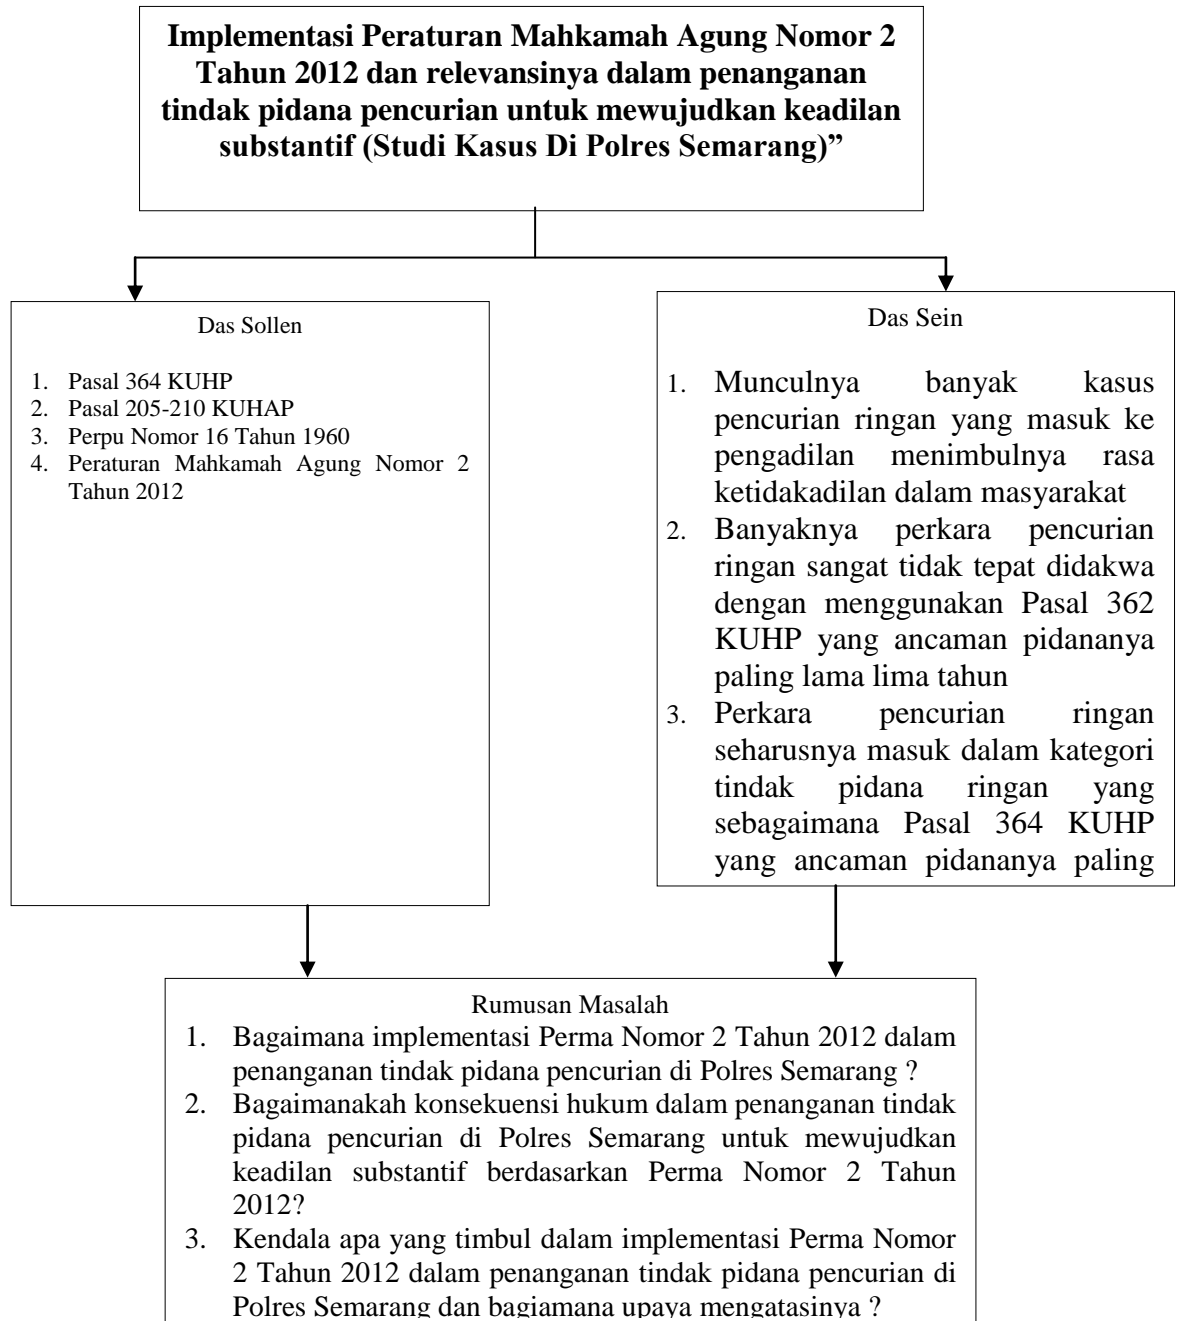 Implementasi Peraturan Mahkamah Agung Nomor 2
Tahun 2012 dan relevansinya dalam penanganan
tindak pidana pencurian untuk mewujudkan keadilan
substantif (Studi Kasus Di Polres Semarang)”
Das Sollen
1. Pasal 364 KUHP
2. Pasal 205-210 KUHAP
3. Perpu Nomor 16 Tahun 1960
4. Peraturan Mahkamah Agung Nomor 2
Tahun 2012
Das Sein
1. Munculnya banyak kasus
pencurian ringan yang masuk ke
pengadilan menimbulnya rasa
ketidakadilan dalam masyarakat
2. Banyaknya perkara pencurian
ringan sangat tidak tepat didakwa
dengan menggunakan Pasal 362
KUHP yang ancaman pidananya
paling lama lima tahun
3. Perkara pencurian ringan
seharusnya masuk dalam kategori
tindak pidana ringan yang
sebagaimana Pasal 364 KUHP
yang ancaman pidananya paling
Rumusan Masalah
1. Bagaimana implementasi Perma Nomor 2 Tahun 2012 dalam
penanganan tindak pidana pencurian di Polres Semarang ?
2. Bagaimanakah konsekuensi hukum dalam penanganan tindak
pidana pencurian di Polres Semarang untuk mewujudkan
keadilan substantif berdasarkan Perma Nomor 2 Tahun
2012?
3. Kendala apa yang timbul dalam implementasi Perma Nomor
2 Tahun 2012 dalam penanganan tindak pidana pencurian di
Polres Semarang dan bagiamana upaya mengatasinya ?